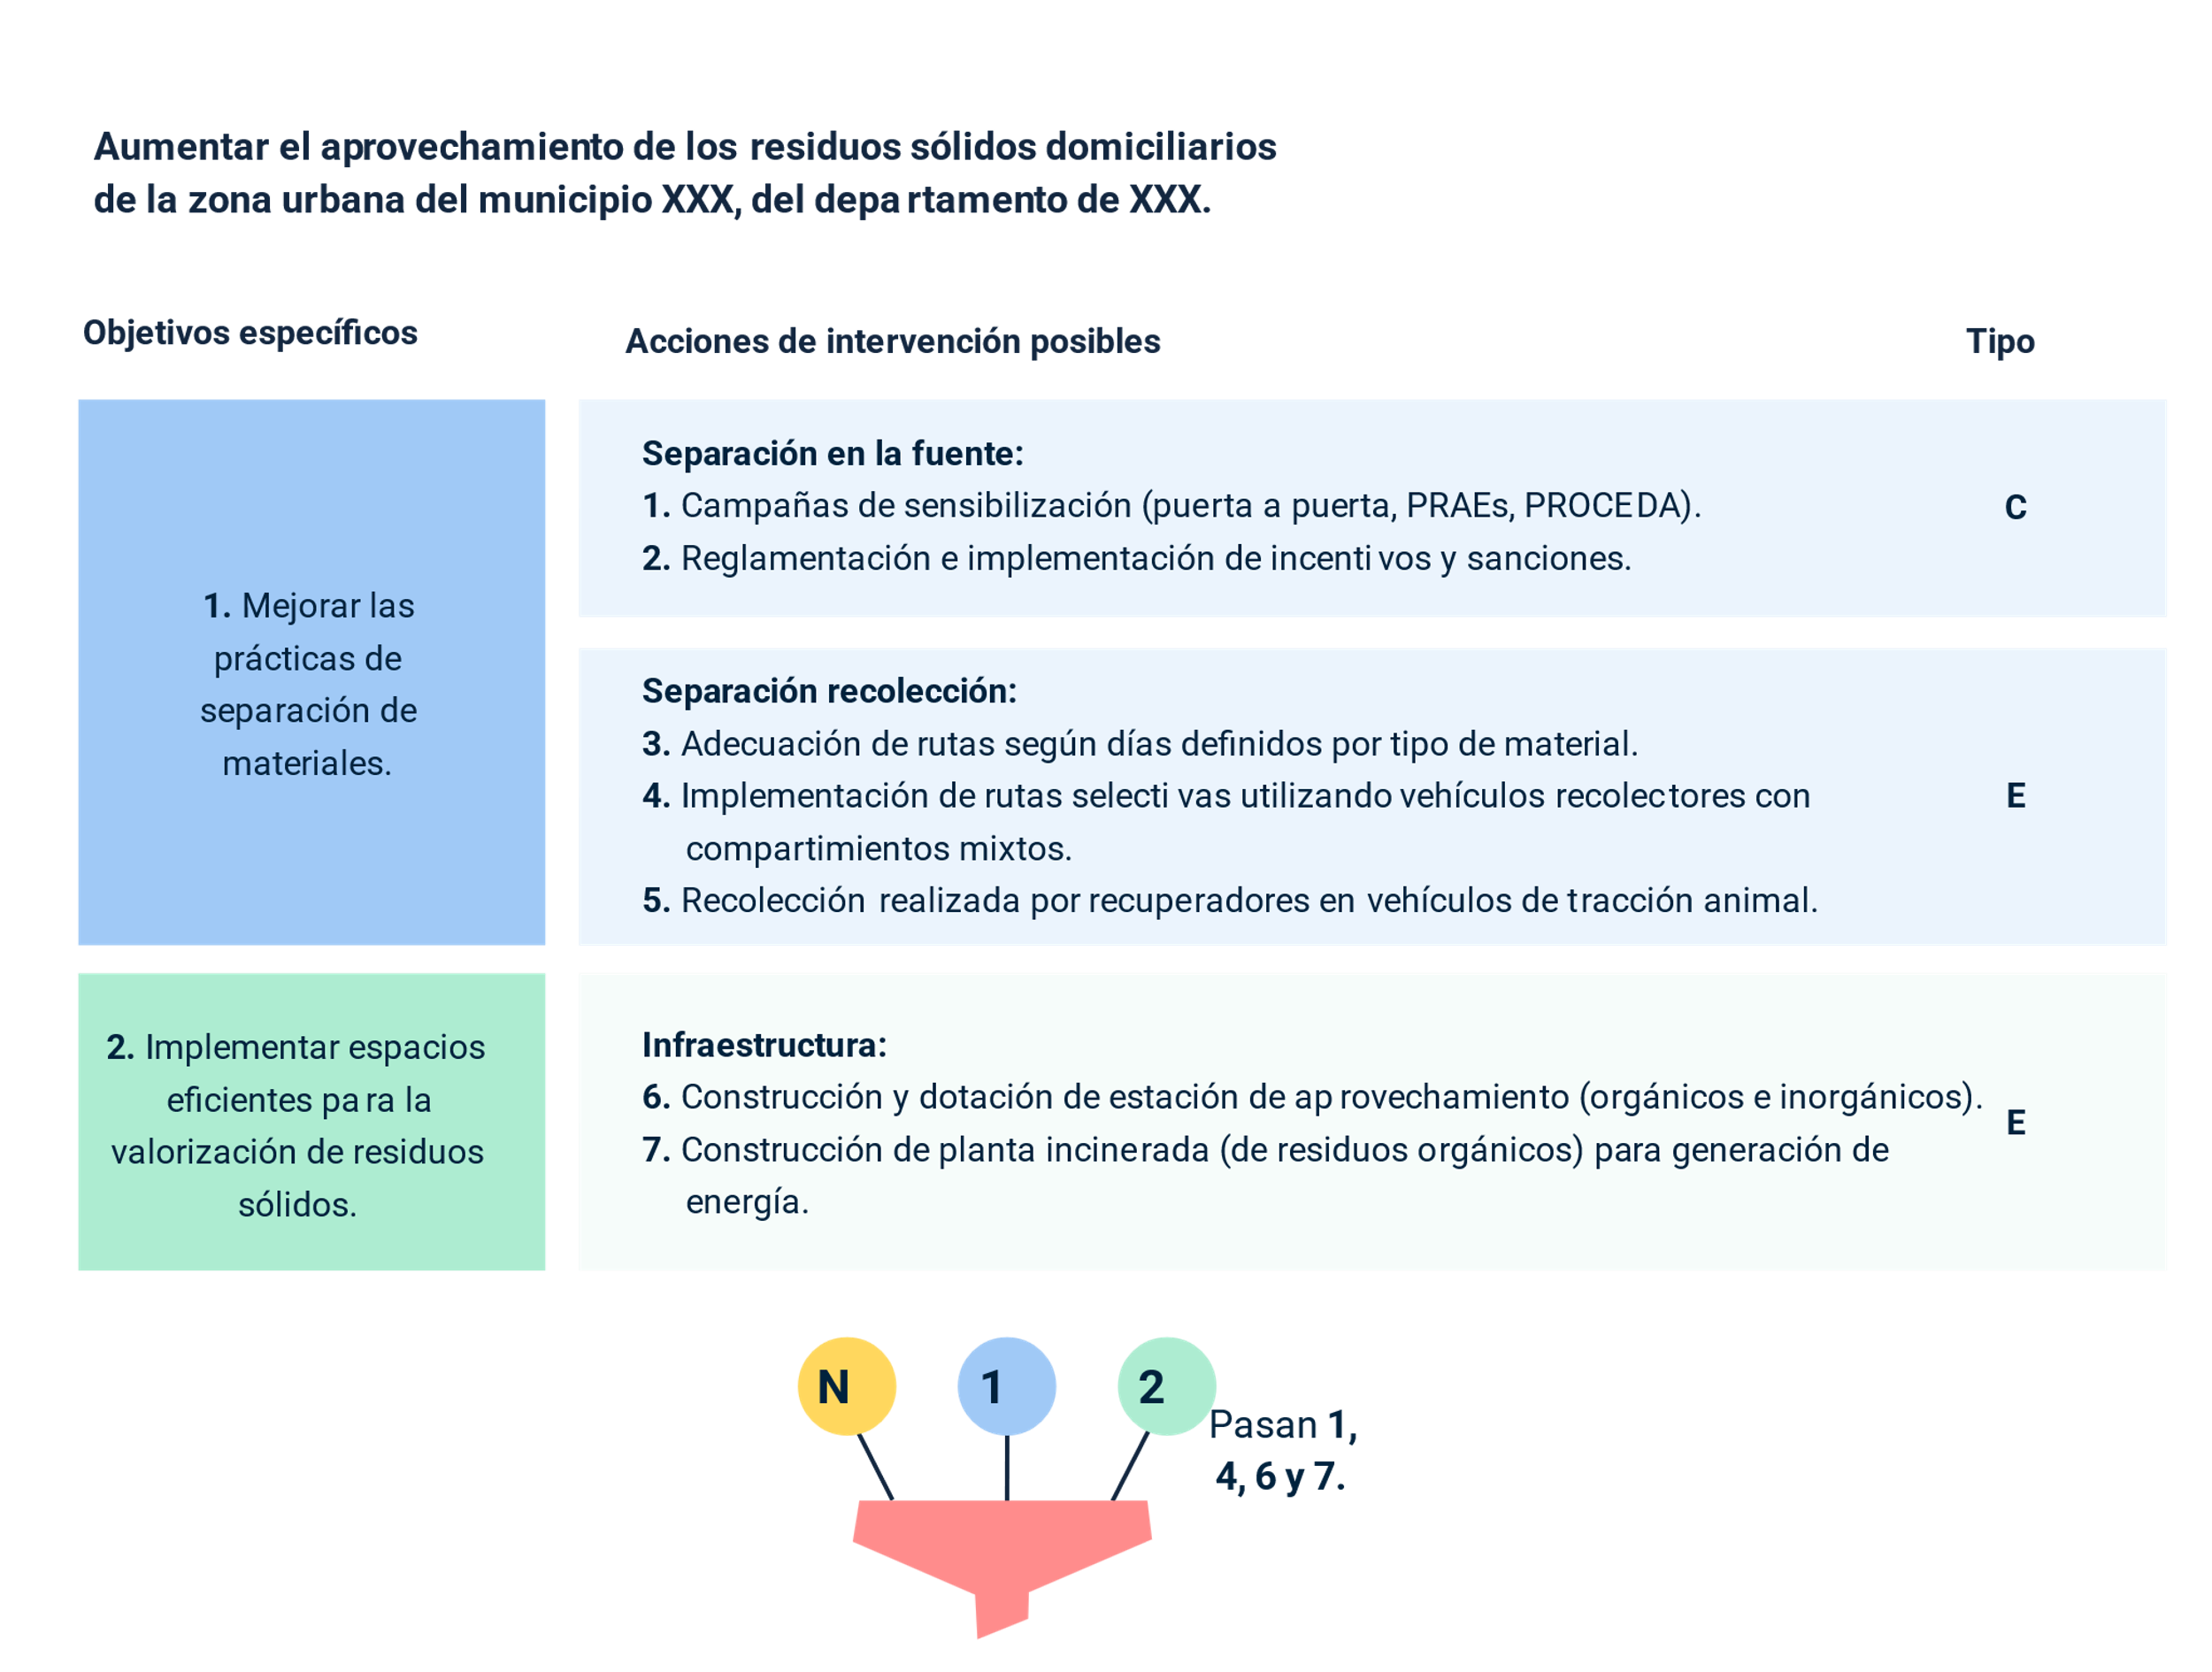 Aumentar el aprovechamiento de los residuos sólidos domiciliarios
de la zona urbana del municipio XXX, del departamento de XXX.
Objetivos específicos
Acciones de intervención posibles
Tipo
1. Mejorar las
prácticas de
separación de
materiales.
Separación en la fuente:
1. Campañas de sensibilización (puerta a puerta, PRAEs, PROCEDA).
2. Reglamentación e implementación de incentivos y sanciones.
C
Separación recolección:
3. Adecuación de rutas según días definidos por tipo de material.
4. Implementación de rutas selectivas utilizando vehículos recolectores con
compartimientos mixtos.
5. Recolección realizada por recuperadores en vehículos de tracción animal.
E
2. Implementar espacios
eficientes para la
valorización de residuos
sólidos.
Infraestructura:
6. Construcción y dotación de estación de aprovechamiento (orgánicos e inorgánicos).
7. Construcción de planta incinerada (de residuos orgánicos) para generación de
energía.
E
N
1
2
Pasan 1,
4, 6 y 7.